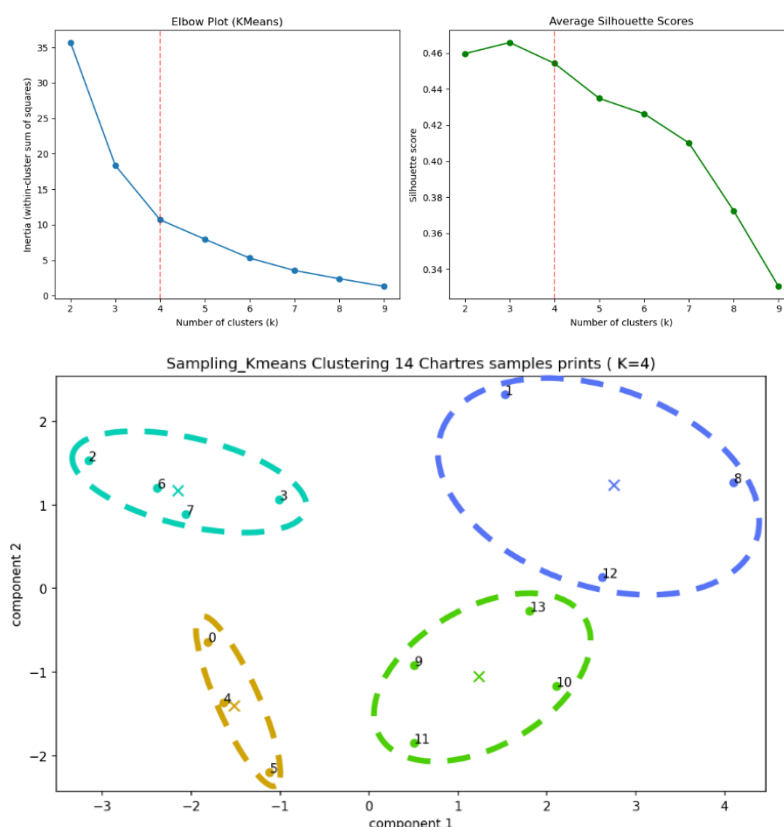 Elbow Plot (KMeans)
35
30
25
20
15
10
5
0
2 3 4 5 6 7 8 9
Number of clusters (k)
Inertia (within-cluster sum of squares)
Average Silhouette Scores
0.46
0.44
0.42
0.40
0.38
0.36
0.34
2 3 4 5 6 7 8 9
Number of clusters (k)
Silhouette score
Sampling_Kmeans Clustering 14 Chartres samples prints ( K=4)
component 2
2
1
0
−1
−2
1
2
8
6
3
7
12
13
0
9
10
4
11
5
−3 −2 −1 0 1 2 3 4
component 1